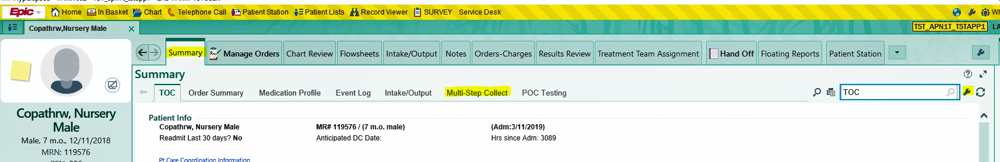 Epic Home In Basket Chart Telephone Call Patient Station Patient Lists Record Viewer SURVEY Service Desk
Copathrw,Nursery Male TST_APN1T_TSTAPP1 LA
Summary Manage Orders Chart Review Flowsheets Intake/Output Notes Orders-Charges Results Review Treatment Team Assignment Hand Off Floating Reports Patient Station
Summary
TOC Order Summary Medication Profile Event Log Intake/Output Multi-Step Collect POC Testing TOC
Copathrw, Nursery
Male
Male, 7 m.o., 12/11/2018
MRN: 119576
Patient Info
Copathrw, Nursery Male MR# 119576 / (7 m.o. male) (Adm:3/11/2019)
Readmit Last 30 days? No Anticipated DC Date: Hrs since Adm: 3089
Pt Care Coordination Information